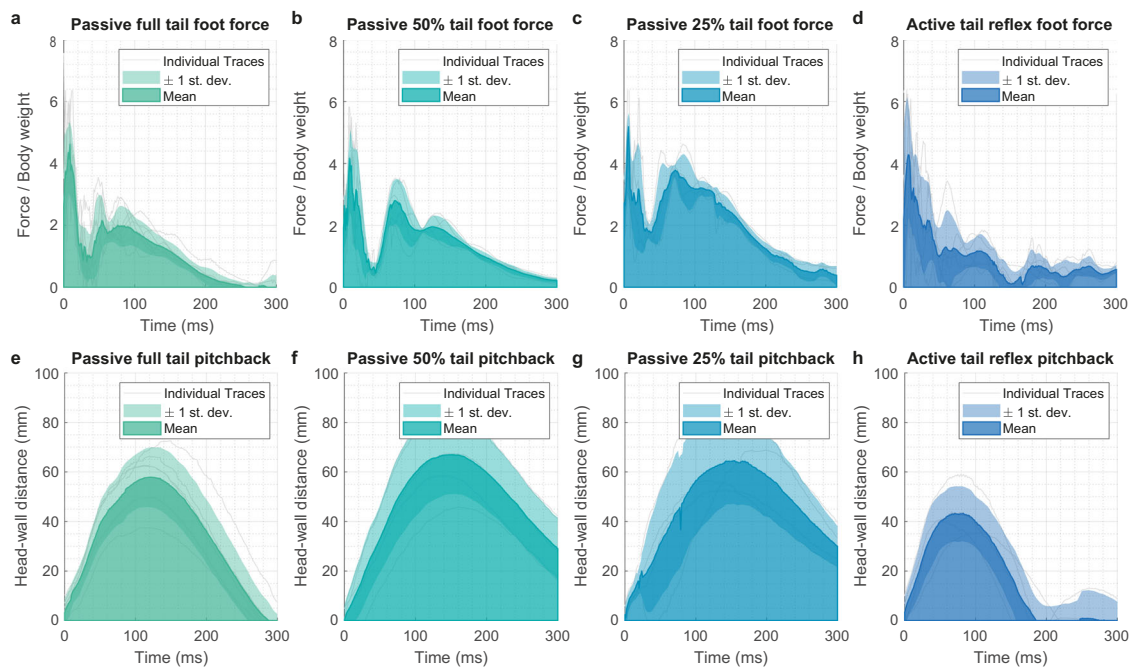 a Passive full tail foot force
b Passive 50% tail foot force
c Passive 25% tail foot force
d Active tail reflex foot force
Force / Body weight
8
6
4
2
0
Individual Traces
± 1 st. dev.
Mean
0 100 200 300
Time (ms)
Force / Body weight
8
6
4
2
0
Individual Traces
± 1 st. dev.
Mean
0 100 200 300
Time (ms)
Force / Body weight
8
6
4
2
0
Individual Traces
± 1 st. dev.
Mean
0 100 200 300
Time (ms)
Force / Body weight
8
6
4
2
0
Individual Traces
± 1 st. dev.
Mean
0 100 200 300
Time (ms)
e Passive full tail pitchback
f Passive 50% tail pitchback
g Passive 25% tail pitchback
h Active tail reflex pitchback
Head-wall distance (mm)
100
80
60
40
20
0
Individual Traces
± 1 st. dev.
Mean
0 100 200 300
Time (ms)
Head-wall distance (mm)
100
80
60
40
20
0
Individual Traces
± 1 st. dev.
Mean
0 100 200 300
Time (ms)
Head-wall distance (mm)
100
80
60
40
20
0
Individual Traces
± 1 st. dev.
Mean
0 100 200 300
Time (ms)
Head-wall distance (mm)
100
80
60
40
20
0
Individual Traces
± 1 st. dev.
Mean
0 100 200 300
Time (ms)